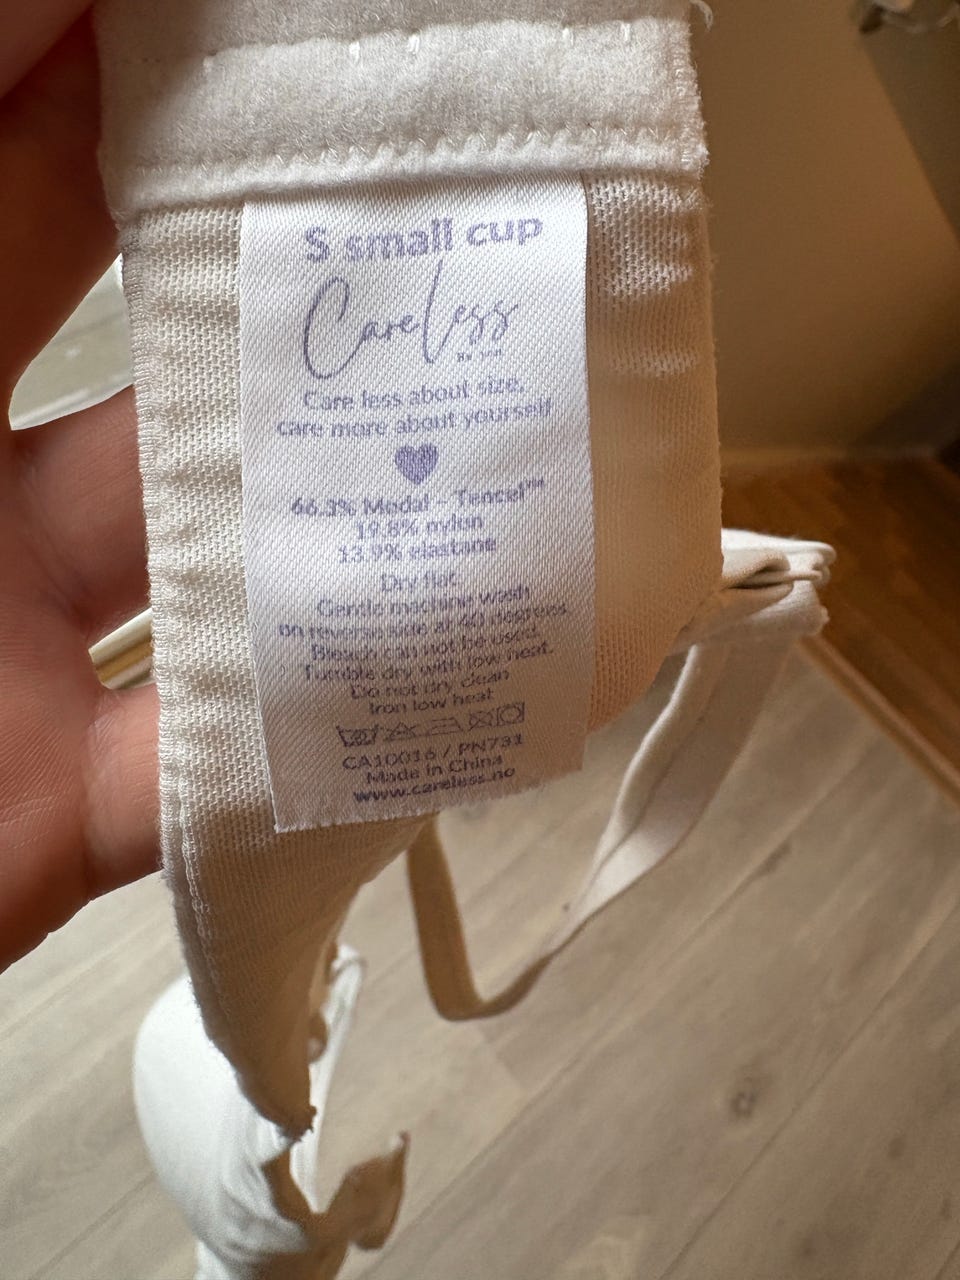 S small cup
CareLess
Be you
Care less about size,
care more about yourself
66.3% Modal - Tencel™
19.8% nylon
13.9% elastane
Dry flat
Gentle machine wash
on reverse side at 40 degrees
Bleach can not be used.
Tumble dry with low heat.
Do not dry clean
Iron low heat
CA10016 / PN731
Made in China
www.careless.no